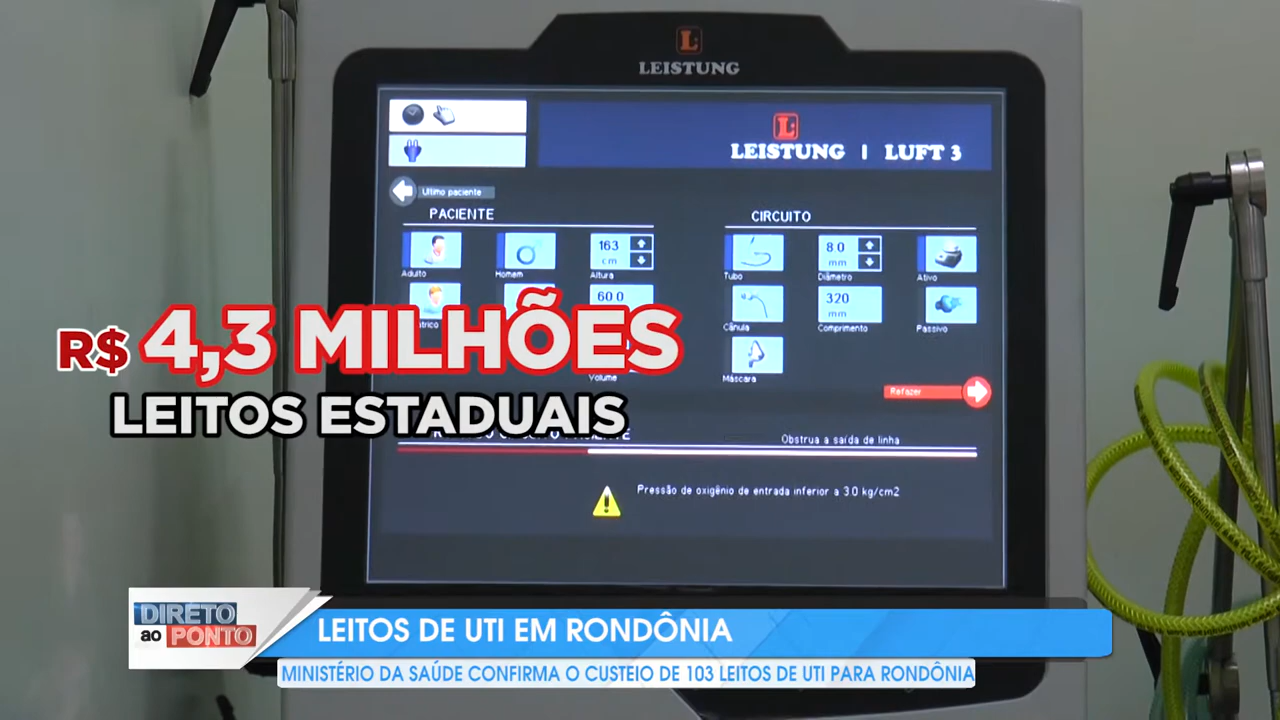 LEISTUNG
LEISTUNG | LUFT 3
Ultimo paciente
PACIENTE
CIRCUITO
163
cm
8.0
mm
Adulto
Homem
Altura
Tubo
Diâmetro
Ativo
60.0
320
mm
Cânula
Comprimento
Passivo
R$ 4,3 MILHÕES
Volume
Máscara
Refazer
LEITOS ESTADUAIS
Obstrua a saída de linha
Pressão de oxigênio de entrada inferior a 3.0 kg/cm2
DIRETO
ao PONTO
LEITOS DE UTI EM RONDÔNIA
MINISTÉRIO DA SAÚDE CONFIRMA O CUSTEIO DE 103 LEITOS DE UTI PARA RONDÔNIA